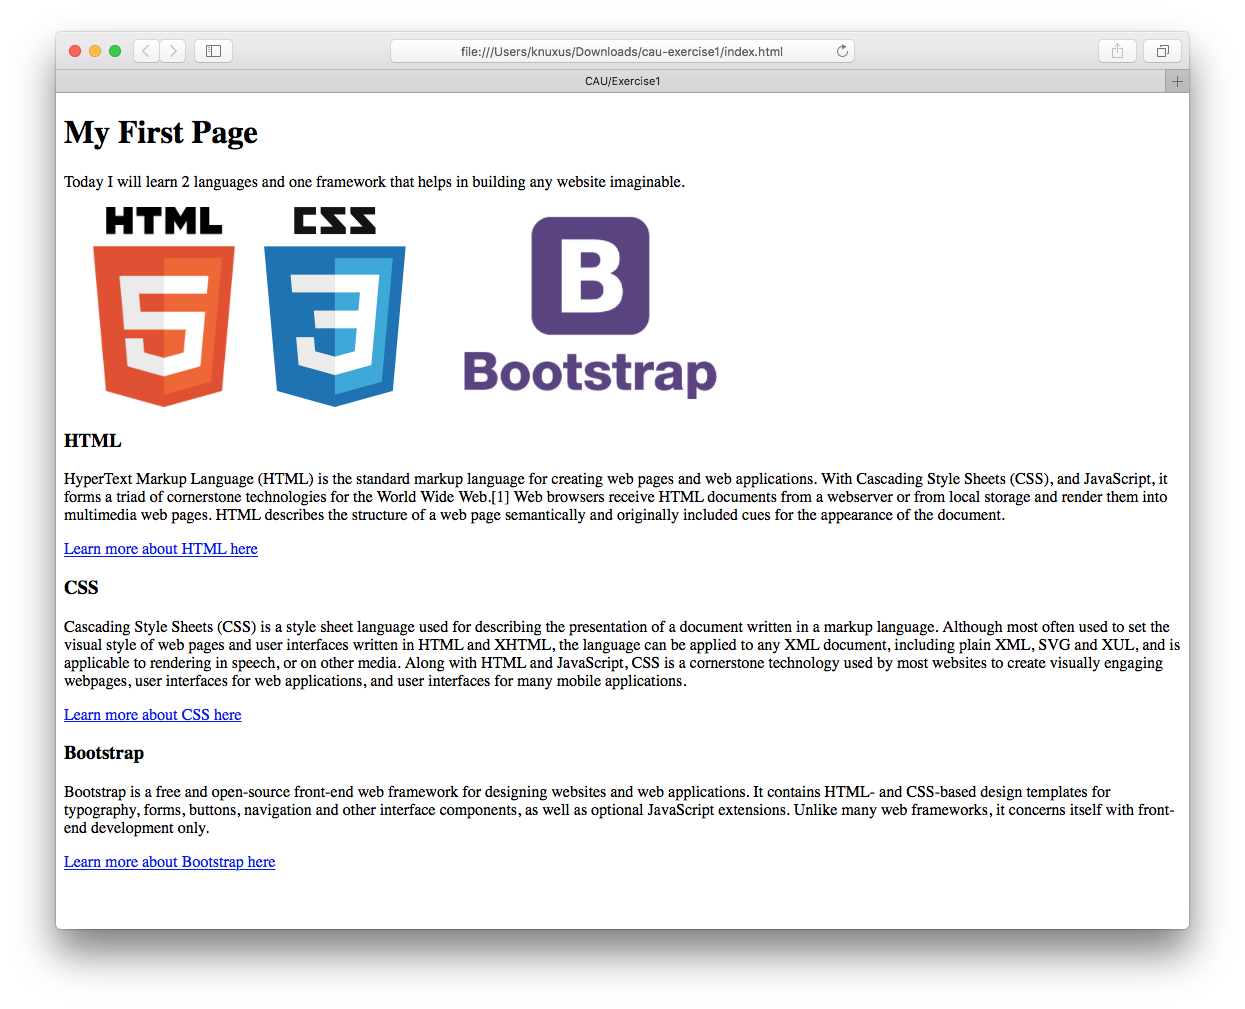 file:///Users/knuxus/Downloads/cau-exercise1/index.html
CAU/Exercise1
My First Page
Today I will learn 2 languages and one framework that helps in building any website imaginable.
HTML CSS
5 3 B
Bootstrap
HTML
HyperText Markup Language (HTML) is the standard markup language for creating web pages and web applications. With Cascading Style Sheets (CSS), and JavaScript, it
forms a triad of cornerstone technologies for the World Wide Web.[1] Web browsers receive HTML documents from a webserver or from local storage and render them into
multimedia web pages. HTML describes the structure of a web page semantically and originally included cues for the appearance of the document.
Learn more about HTML here
CSS
Cascading Style Sheets (CSS) is a style sheet language used for describing the presentation of a document written in a markup language. Although most often used to set the
visual style of web pages and user interfaces written in HTML and XHTML, the language can be applied to any XML document, including plain XML, SVG and XUL, and is
applicable to rendering in speech, or on other media. Along with HTML and JavaScript, CSS is a cornerstone technology used by most websites to create visually engaging
webpages, user interfaces for web applications, and user interfaces for many mobile applications.
Learn more about CSS here
Bootstrap
Bootstrap is a free and open-source front-end web framework for designing websites and web applications. It contains HTML- and CSS-based design templates for
typography, forms, buttons, navigation and other interface components, as well as optional JavaScript extensions. Unlike many web frameworks, it concerns itself with front-
end development only.
Learn more about Bootstrap here